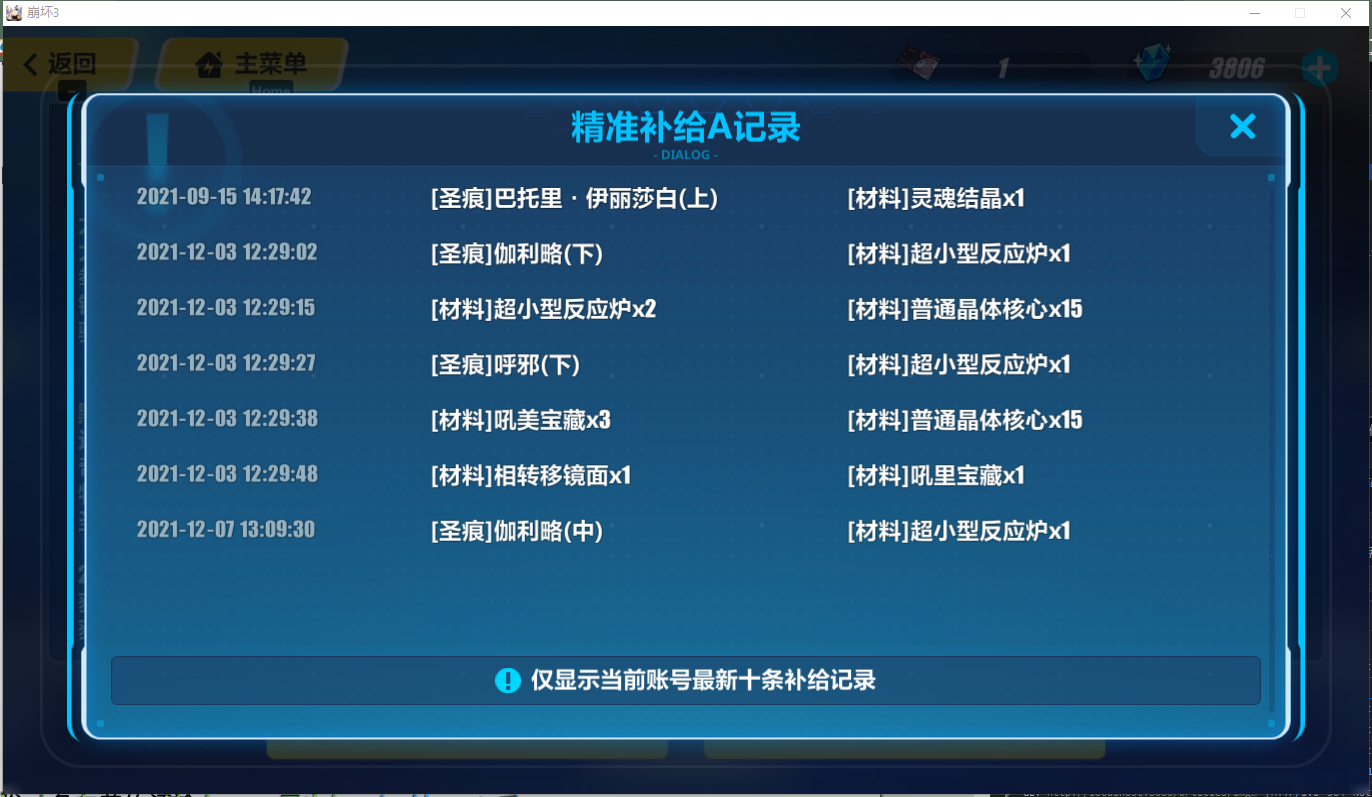 崩坏3
返回
主菜单
1
3806
Home
精准补给A记录
- DIALOG -
2021-09-15 14:17:42 [圣痕]巴托里·伊丽莎白(上) [材料]灵魂结晶x1
2021-12-03 12:29:02 [圣痕]伽利略(下) [材料]超小型反应炉x1
2021-12-03 12:29:15 [材料]超小型反应炉x2 [材料]普通晶体核心x15
2021-12-03 12:29:27 [圣痕]呼邪(下) [材料]超小型反应炉x1
2021-12-03 12:29:38 [材料]吼美宝藏x3 [材料]普通晶体核心x15
2021-12-03 12:29:48 [材料]相转移镜面x1 [材料]吼里宝藏x1
2021-12-07 13:09:30 [圣痕]伽利略(中) [材料]超小型反应炉x1
仅显示当前账号最新十条补给记录